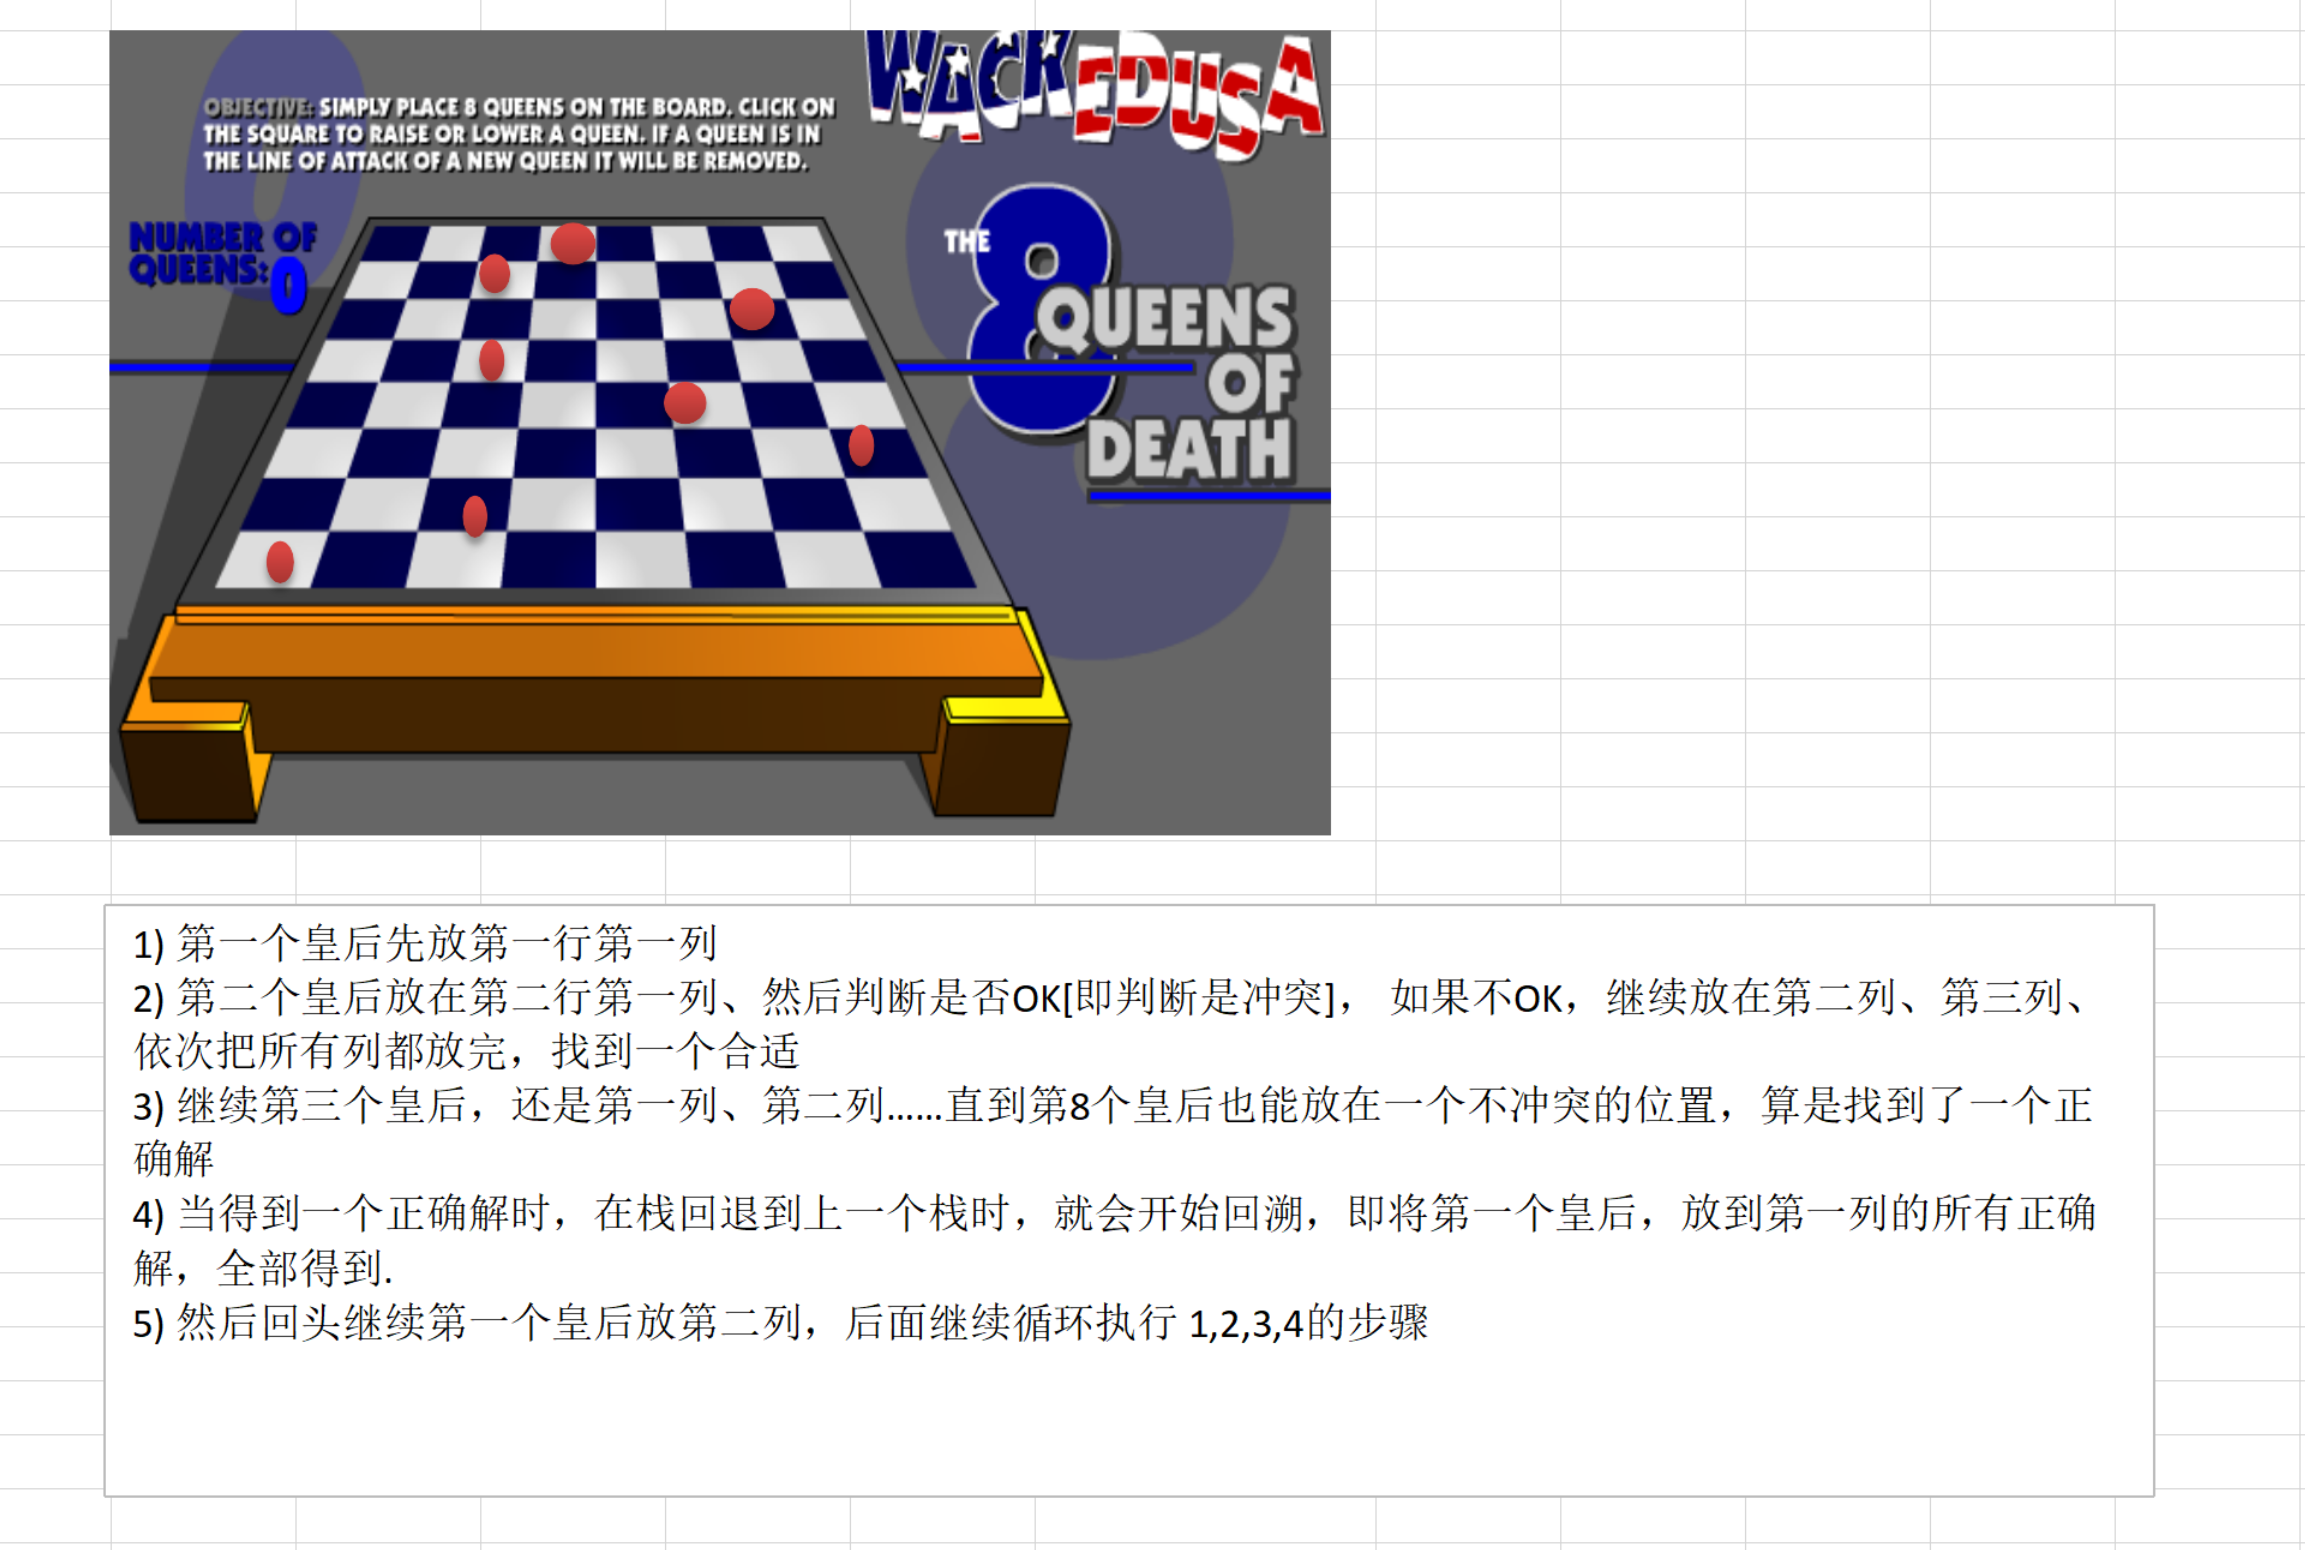 WACKEDUSA
OBJECTIVE: SIMPLY PLACE 8 QUEENS ON THE BOARD. CLICK ON
THE SQUARE TO RAISE OR LOWER A QUEEN. IF A QUEEN IS IN
THE LINE OF ATTACK OF A NEW QUEEN IT WILL BE REMOVED.
NUMBER OF
QUEENS: 0
THE 8
QUEENS
OF
DEATH
1) 第一个皇后先放第一行第一列
2) 第二个皇后放在第二行第一列、然后判断是否OK[即判断是冲突]， 如果不OK，继续放在第二列、第三列、
依次把所有列都放完，找到一个合适
3) 继续第三个皇后，还是第一列、第二列……直到第8个皇后也能放在一个不冲突的位置，算是找到了一个正
确解
4) 当得到一个正确解时，在栈回退到上一个栈时，就会开始回溯，即将第一个皇后，放到第一列的所有正确
解，全部得到.
5) 然后回头继续第一个皇后放第二列，后面继续循环执行 1,2,3,4的步骤